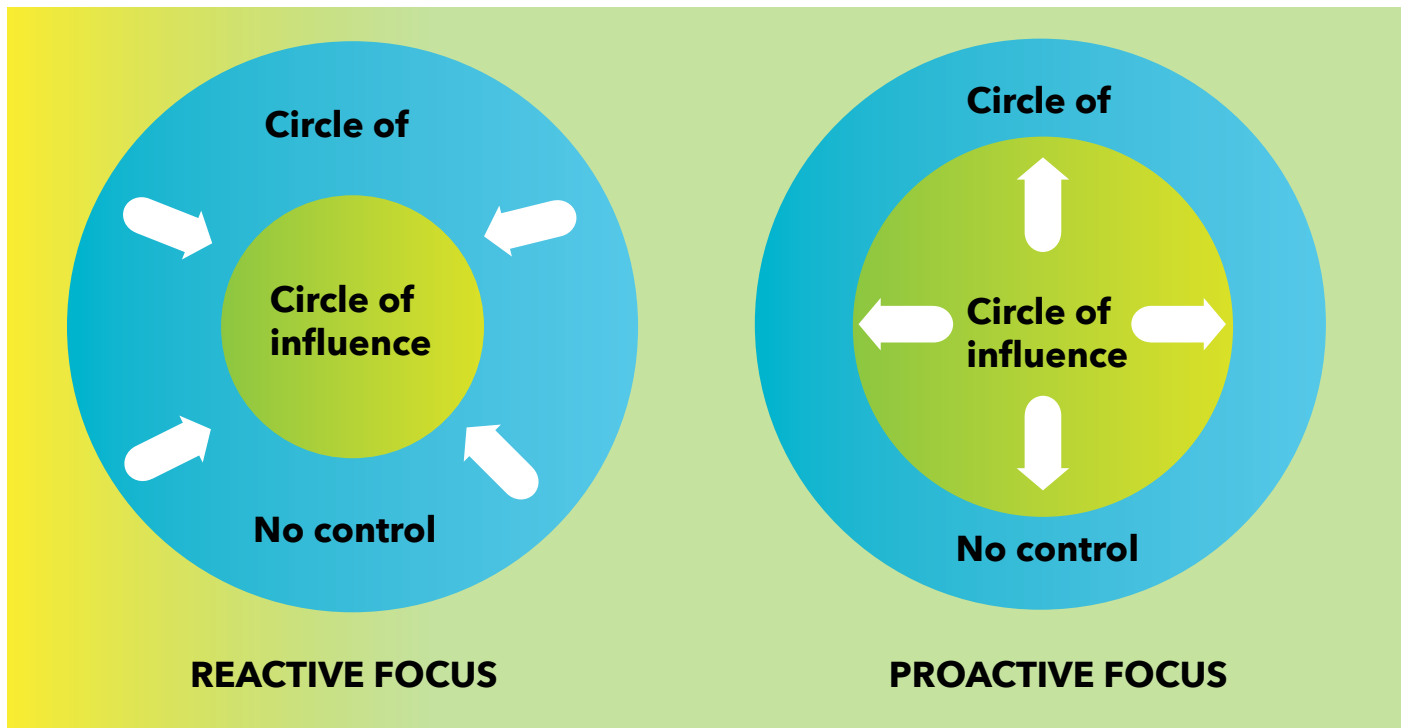 Circle of
Circle of
influence
No control
REACTIVE FOCUS
Circle of
Circle of
influence
No control
PROACTIVE FOCUS